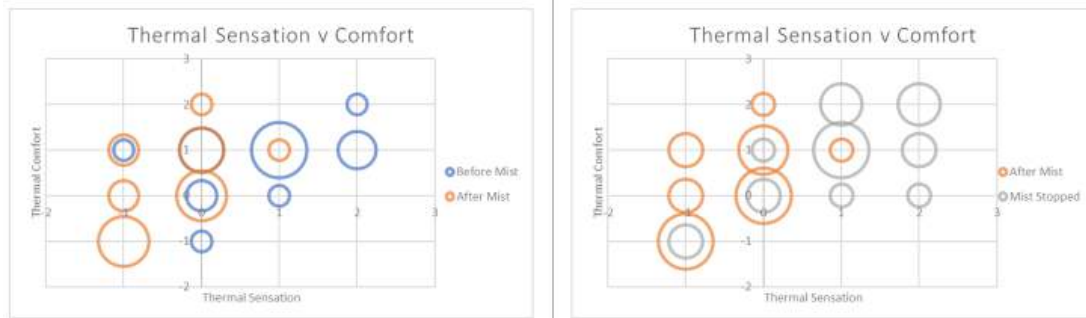 Thermal Sensation v Comfort
3
2
1
0
-2 -1 0 1 2 3
-1
-2
Thermal Comfort
Thermal Sensation
Before Mist
After Mist
Thermal Sensation v Comfort
3
2
1
0
-2 -1 0 1 2 3
-1
-2
Thermal Comfort
Thermal Sensation
After Mist
Mist Stopped